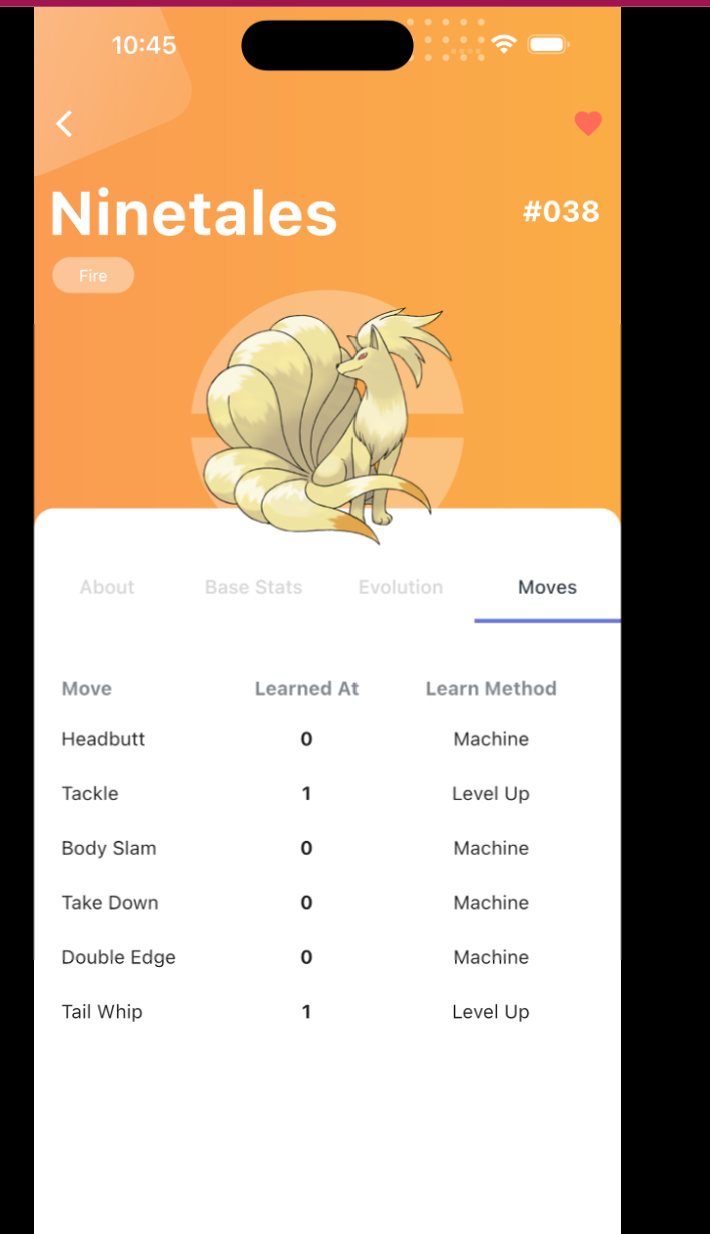 10:45
Ninetales
#038
Fire
About Base Stats Evolution Moves
Move Learned At Learn Method
Headbutt 0 Machine
Tackle 1 Level Up
Body Slam 0 Machine
Take Down 0 Machine
Double Edge 0 Machine
Tail Whip 1 Level Up